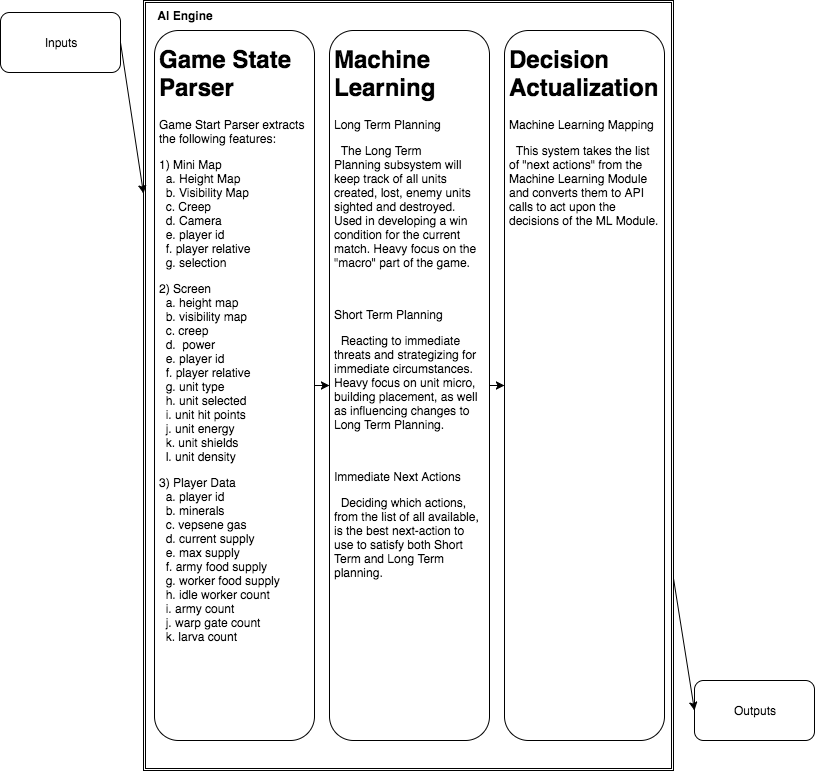 AI Engine
Inputs
Game State
Parser
Game Start Parser extracts
the following features:
1) Mini Map
a. Height Map
b. Visibility Map
c. Creep
d. Camera
e. player id
f. player relative
g. selection
2) Screen
a. height map
b. visibility map
c. creep
d. power
e. player id
f. player relative
g. unit type
h. unit selected
i. unit hit points
j. unit energy
k. unit shields
l. unit density
3) Player Data
a. player id
b. minerals
c. vepsene gas
d. current supply
e. max supply
f. army food supply
g. worker food supply
h. idle worker count
i. army count
j. warp gate count
k. larva count
Machine
Learning
Long Term Planning
The Long Term
Planning subsystem will
keep track of all units
created, lost, enemy units
sighted and destroyed.
Used in developing a win
condition for the current
match. Heavy focus on the
"macro" part of the game.
Short Term Planning
Reacting to immediate
threats and strategizing for
immediate circumstances.
Heavy focus on unit micro,
building placement, as well
as influencing changes to
Long Term Planning.
Immediate Next Actions
Deciding which actions,
from the list of all available,
is the best next-action to
use to satisfy both Short
Term and Long Term
planning.
Decision
Actualization
Machine Learning Mapping
This system takes the list
of "next actions" from the
Machine Learning Module
and converts them to API
calls to act upon the
decisions of the ML Module.
Outputs